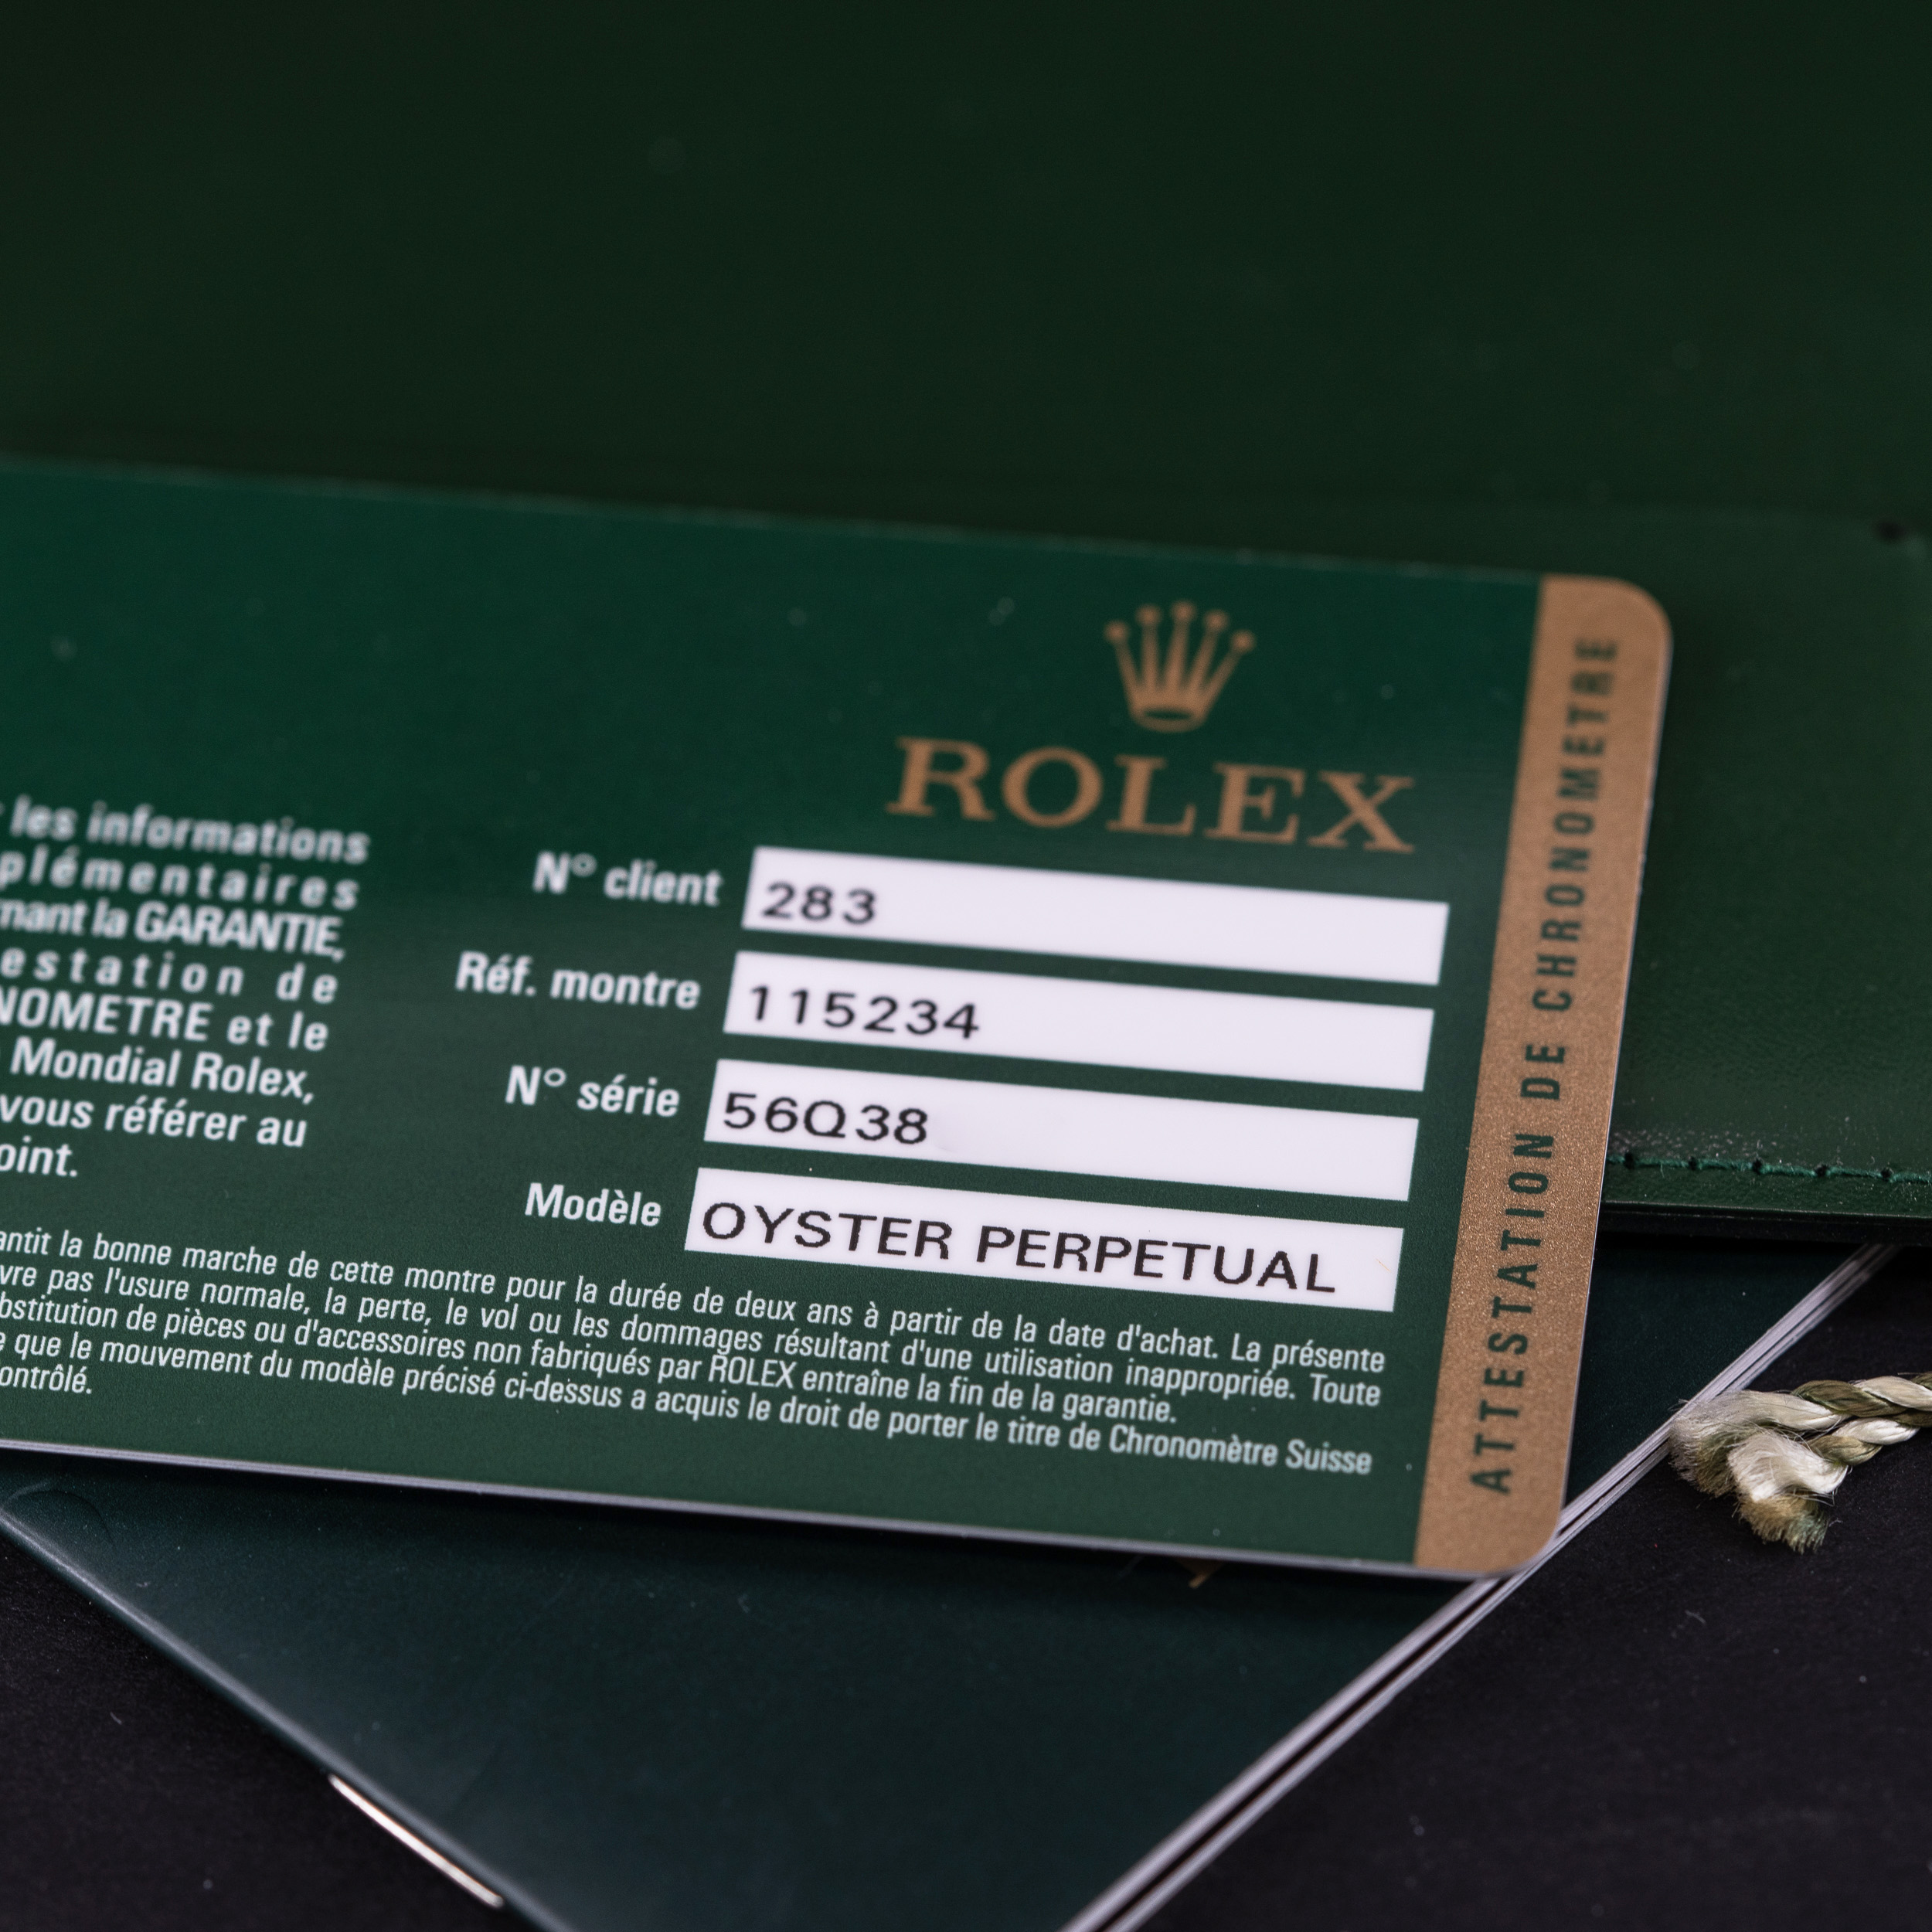 ROLEX
N° client 283
Réf. montre 115234
N° série 56Q38
Modèle OYSTER PERPETUAL
les informations
plémentaires
nant la GARANTIE,
estation de
NOMETRE et le
Mondial Rolex,
vous référer au
oint.
antit la bonne marche de cette montre pour la durée de deux ans à partir de la date d'achat. La présente
vre pas l'usure normale, la perte, le vol ou les dommages résultant d'une utilisation inappropriée. Toute
bstitution de pièces ou d'accessoires non fabriqués par ROLEX entraîne la fin de la garantie.
e que le mouvement du modèle précisé ci-dessus a acquis le droit de porter le titre de Chronomètre Suisse
ontrôlé.
ATTESTATION DE CHRONOMETRE